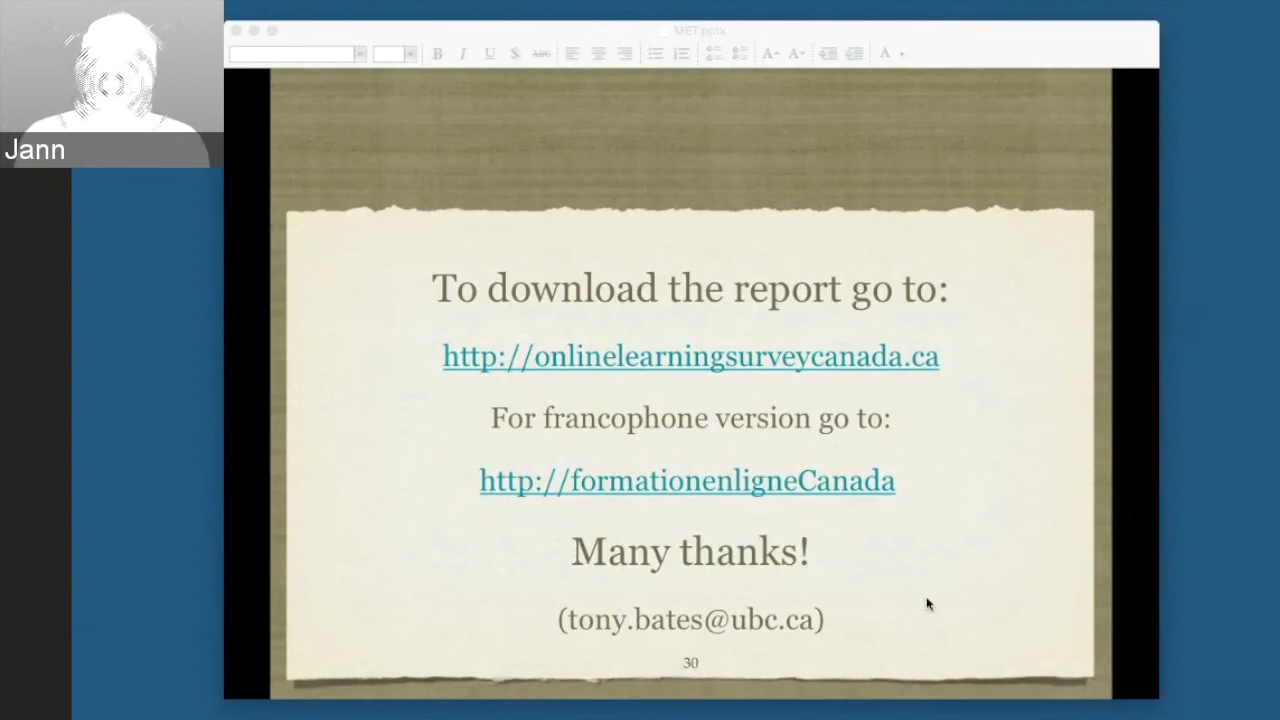 MET.pptx
B I U S ABC
A A A
Jann
To download the report go to:
http://onlinelearningsurveycanada.ca
For francophone version go to:
http://formationenligneCanada
Many thanks!
(tony.bates@ubc.ca)
30